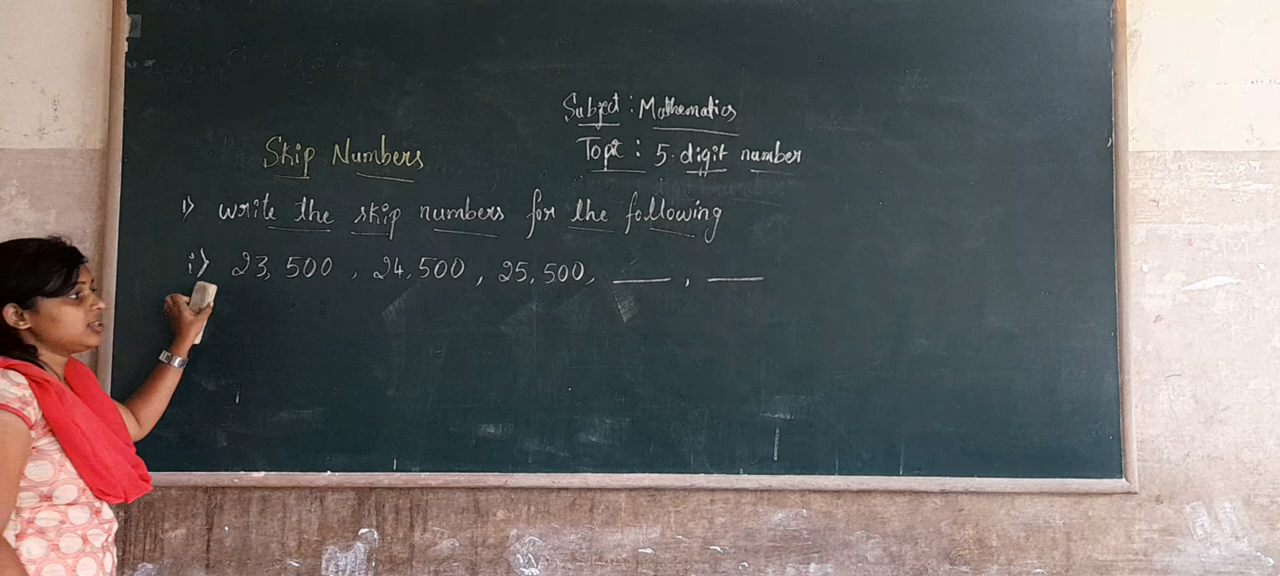 Subject : Mathematics
Topic : 5 digit number
Skip Numbers
1) write the skip numbers for the following
i) 23,500 , 24,500 , 25,500, ____ , ____